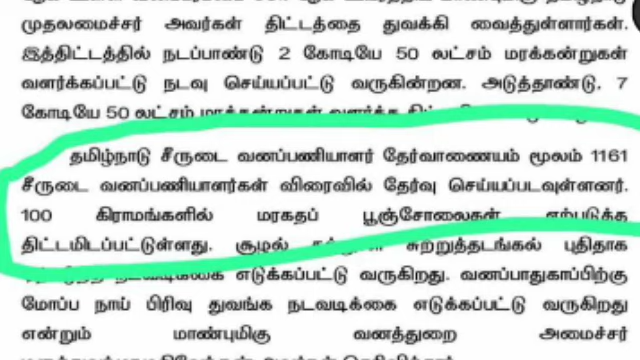 முதலமைச்சர் அவர்கள் திட்டத்தை துவக்கி வைத்துள்ளார்கள்.
இத்திட்டத்தில் நடப்பாண்டு 2 கோடியே 50 லட்சம் மரக்கன்றுகள்
வளர்க்கப்பட்டு நடவு செய்யப்பட்டு வருகின்றன. அடுத்தாண்டு, 7
கோடியே 50 லட்சம் மரக்கன்றுகள் வளர்க்க
தமிழ்நாடு சீருடை வனப்பணியாளர் தேர்வாணையம் மூலம் 1161
சீருடை வனப்பணியாளர்கள் விரைவில் தேர்வு செய்யப்படவுள்ளனர்.
100 கிராமங்களில் மரகதப் பூஞ்சோலைகள் ஏற்படுத்த
திட்டமிடப்பட்டுள்ளது. சூழல் சுற்றுத்தடங்கல் புதிதாக
நடவடிக்கை எடுக்கப்பட்டு வருகிறது. வனப்பாதுகாப்பிற்கு
மோப்ப நாய் பிரிவு துவங்க நடவடிக்கை எடுக்கப்பட்டு வருகிறது
என்றும் மாண்புமிகு வனத்துறை அமைச்சர்